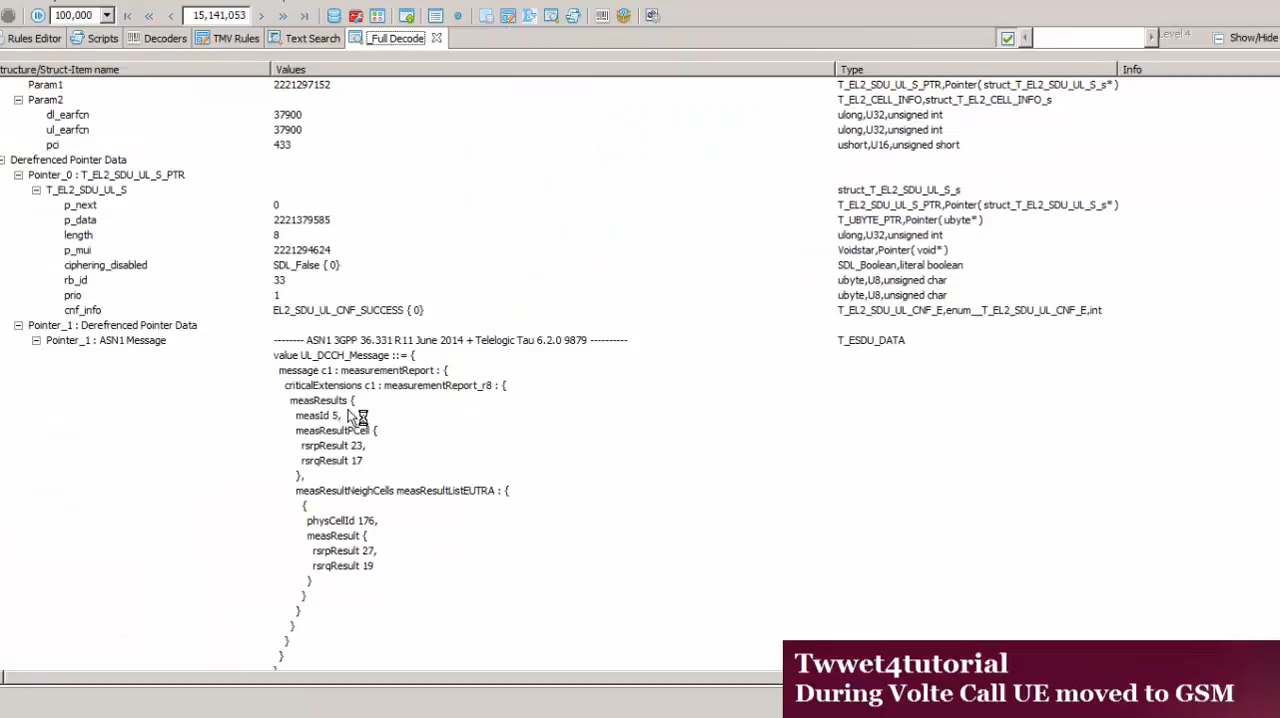 100,000 15,141,053
Rules Editor Scripts Decoders TMV Rules Text Search _Full Decode Level 4 Show/Hide
tructure/Struct-Item name Values Type Info
Param1 2221297152 T_EL2_SDU_UL_S_PTR,Pointer( struct_T_EL2_SDU_UL_S_s* )
Param2 T_EL2_CELL_INFO,struct_T_EL2_CELL_INFO_s
dl_earfcn 37900 ulong,U32,unsigned int
ul_earfcn 37900 ulong,U32,unsigned int
pci 433 ushort,U16,unsigned short
Derefrenced Pointer Data
Pointer_0 : T_EL2_SDU_UL_S_PTR
T_EL2_SDU_UL_S struct_T_EL2_SDU_UL_S_s
p_next 0 T_EL2_SDU_UL_S_PTR,Pointer( struct_T_EL2_SDU_UL_S_s* )
p_data 2221379585 T_UBYTE_PTR,Pointer( ubyte* )
length 8 ulong,U32,unsigned int
p_mui 2221294624 Voidstar,Pointer( void* )
ciphering_disabled SDL_False { 0} SDL_Boolean,literal boolean
rb_id 33 ubyte,U8,unsigned char
prio 1 ubyte,U8,unsigned char
cnf_info EL2_SDU_UL_CNF_SUCCESS { 0} T_EL2_SDU_UL_CNF_E,enum__T_EL2_SDU_UL_CNF_E,int
Pointer_1 : Derefrenced Pointer Data
Pointer_1 : ASN1 Message -------- ASN1 3GPP 36.331 R11 June 2014 + Telelogic Tau 6.2.0 9879 ---------- T_ESDU_DATA
value UL_DCCH_Message ::= {
message c1 : measurementReport : {
criticalExtensions c1 : measurementReport_r8 : {
measResults {
measId 5,
measResultPCell {
rsrpResult 23,
rsrqResult 17
},
measResultNeighCells measResultListEUTRA : {
{
physCellId 176,
measResult {
rsrpResult 27,
rsrqResult 19
}
}
}
}
}
}
Twwet4tutorial
During Volte Call UE moved to GSM